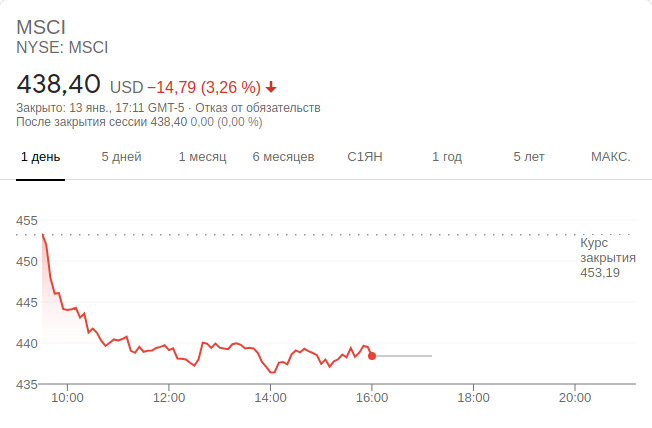 MSCI
NYSE: MSCI
438,40 USD −14,79 (3,26 %)
Закрыто: 13 янв., 17:11 GMT-5 · Отказ от обязательств
После закрытия сессии 438,40 0,00 (0,00 %)
1 день 5 дней 1 месяц 6 месяцев С1ЯН 1 год 5 лет МАКС.
455
Курс
закрытия
453,19
450
445
440
435
10:00 12:00 14:00 16:00 18:00 20:00